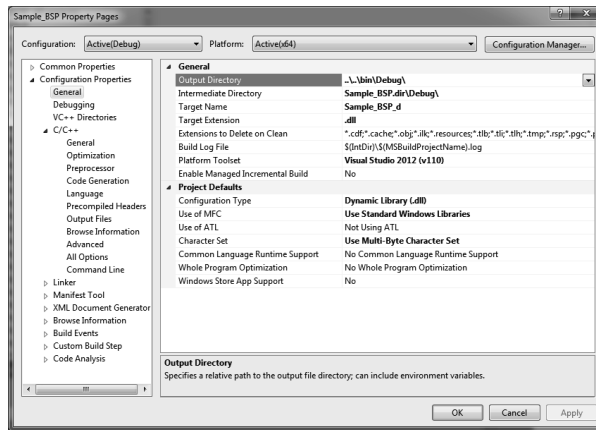 Sample_BSP Property Pages
Configuration: Active(Debug) Platform: Active(x64) Configuration Manager...
Common Properties
Configuration Properties
General
Debugging
VC++ Directories
C/C++
General
Optimization
Preprocessor
Code Generation
Language
Precompiled Headers
Output Files
Browse Information
Advanced
All Options
Command Line
Linker
Manifest Tool
XML Document Generator
Browse Information
Build Events
Custom Build Step
Code Analysis
General
Output Directory ..\..\bin\Debug\
Intermediate Directory Sample_BSP.dir\Debug\
Target Name Sample_BSP_d
Target Extension .dll
Extensions to Delete on Clean *.cdf;*.cache;*.obj;*.ilk;*.resources;*.tlb;*.tli;*.tlh;*.tmp;*.rsp;*.pgc;*.p
Build Log File $(IntDir)\$(MSBuildProjectName).log
Platform Toolset Visual Studio 2012 (v110)
Enable Managed Incremental Build No
Project Defaults
Configuration Type Dynamic Library (.dll)
Use of MFC Use Standard Windows Libraries
Use of ATL Not Using ATL
Character Set Use Multi-Byte Character Set
Common Language Runtime Support No Common Language Runtime Support
Whole Program Optimization No Whole Program Optimization
Windows Store App Support No
Output Directory
Specifies a relative path to the output file directory; can include environment variables.
OK Cancel Apply